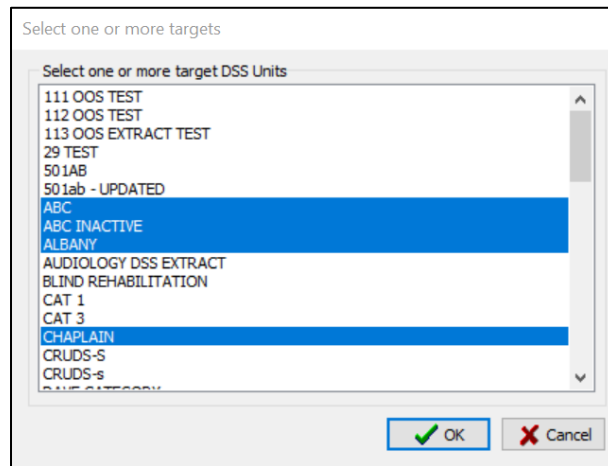 Select one or more targets
Select one or more target DSS Units
111 OOS TEST
112 OOS TEST
113 OOS EXTRACT TEST
29 TEST
501AB
501ab - UPDATED
ABC
ABC INACTIVE
ALBANY
AUDIOLOGY DSS EXTRACT
BLIND REHABILITATION
CAT 1
CAT 3
CHAPLAIN
CRUDS-S
CRUDS-s
OK
Cancel